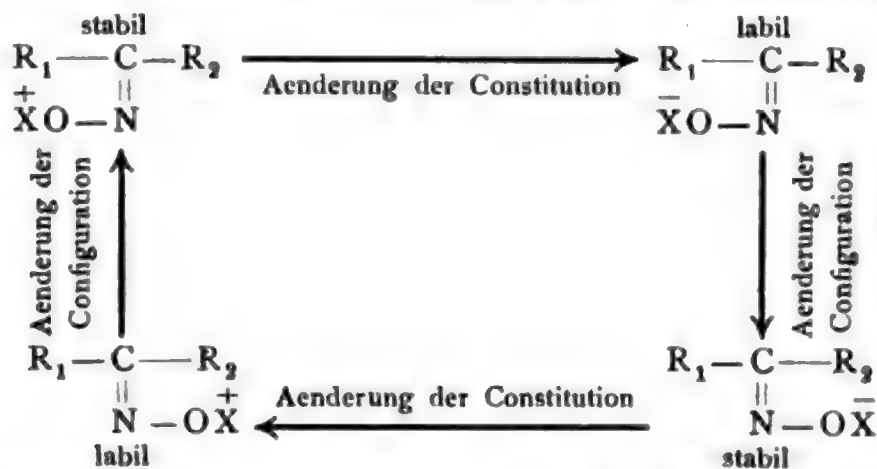 stabil labil
R₁—C—R₂ Aenderung der Constitution R₁—C—R₂
+ || − ||
XO—N XO—N
Aenderung der
Configuration
Aenderung der
Configuration
R₁—C—R₂ R₁—C—R₂
|| + Aenderung der Constitution || −
N—OX N—OX
labil stabil